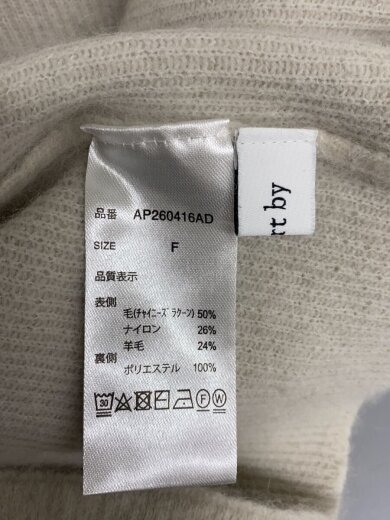 品番 AP260416AD
SIZE F
品質表示
表側
毛(チャイニーズラクーン) 50%
ナイロン 26%
羊毛 24%
裏側
ポリエステル 100%
30 F W
rt by